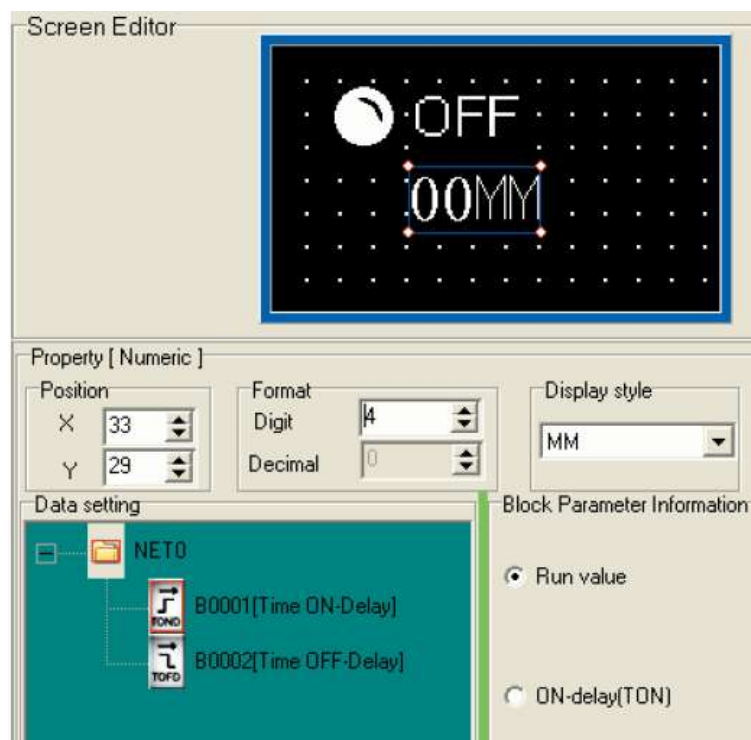 Screen Editor
OFF
00MM
Property [ Numeric ]
Position
Format
Display style
X 33
Digit 4
MM
Y 29
Decimal 0
Data setting
Block Parameter Information
NET0
Run value
TOND B0001[Time ON-Delay]
TOFD B0002[Time OFF-Delay]
ON-delay(TON)